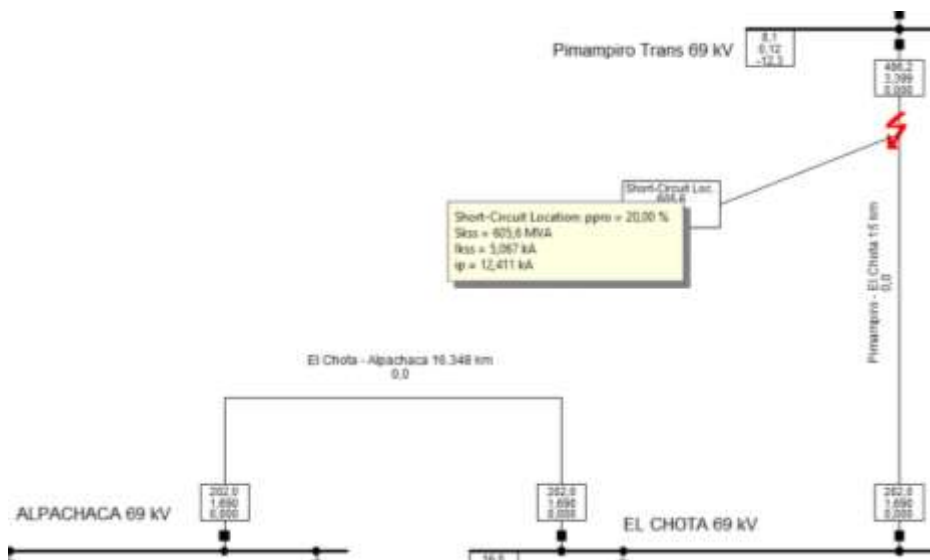 Pimampiro Trans 69 kV
8,1
0,12
-12,3
486,2
3,399
0,000
Short-Circuit Loc.
605,6
Short-Circuit Location: ppro = 20,00 %
Skss = 605,6 MVA
Ikss = 5,067 kA
ip = 12,411 kA
Pimampiro - El Chota 15 km
0,0
El Chota - Alpachaca 16.348 km
0,0
202,0
1,690
0,000
202,0
1,690
0,000
202,0
1,690
0,000
ALPACHACA 69 kV
EL CHOTA 69 kV